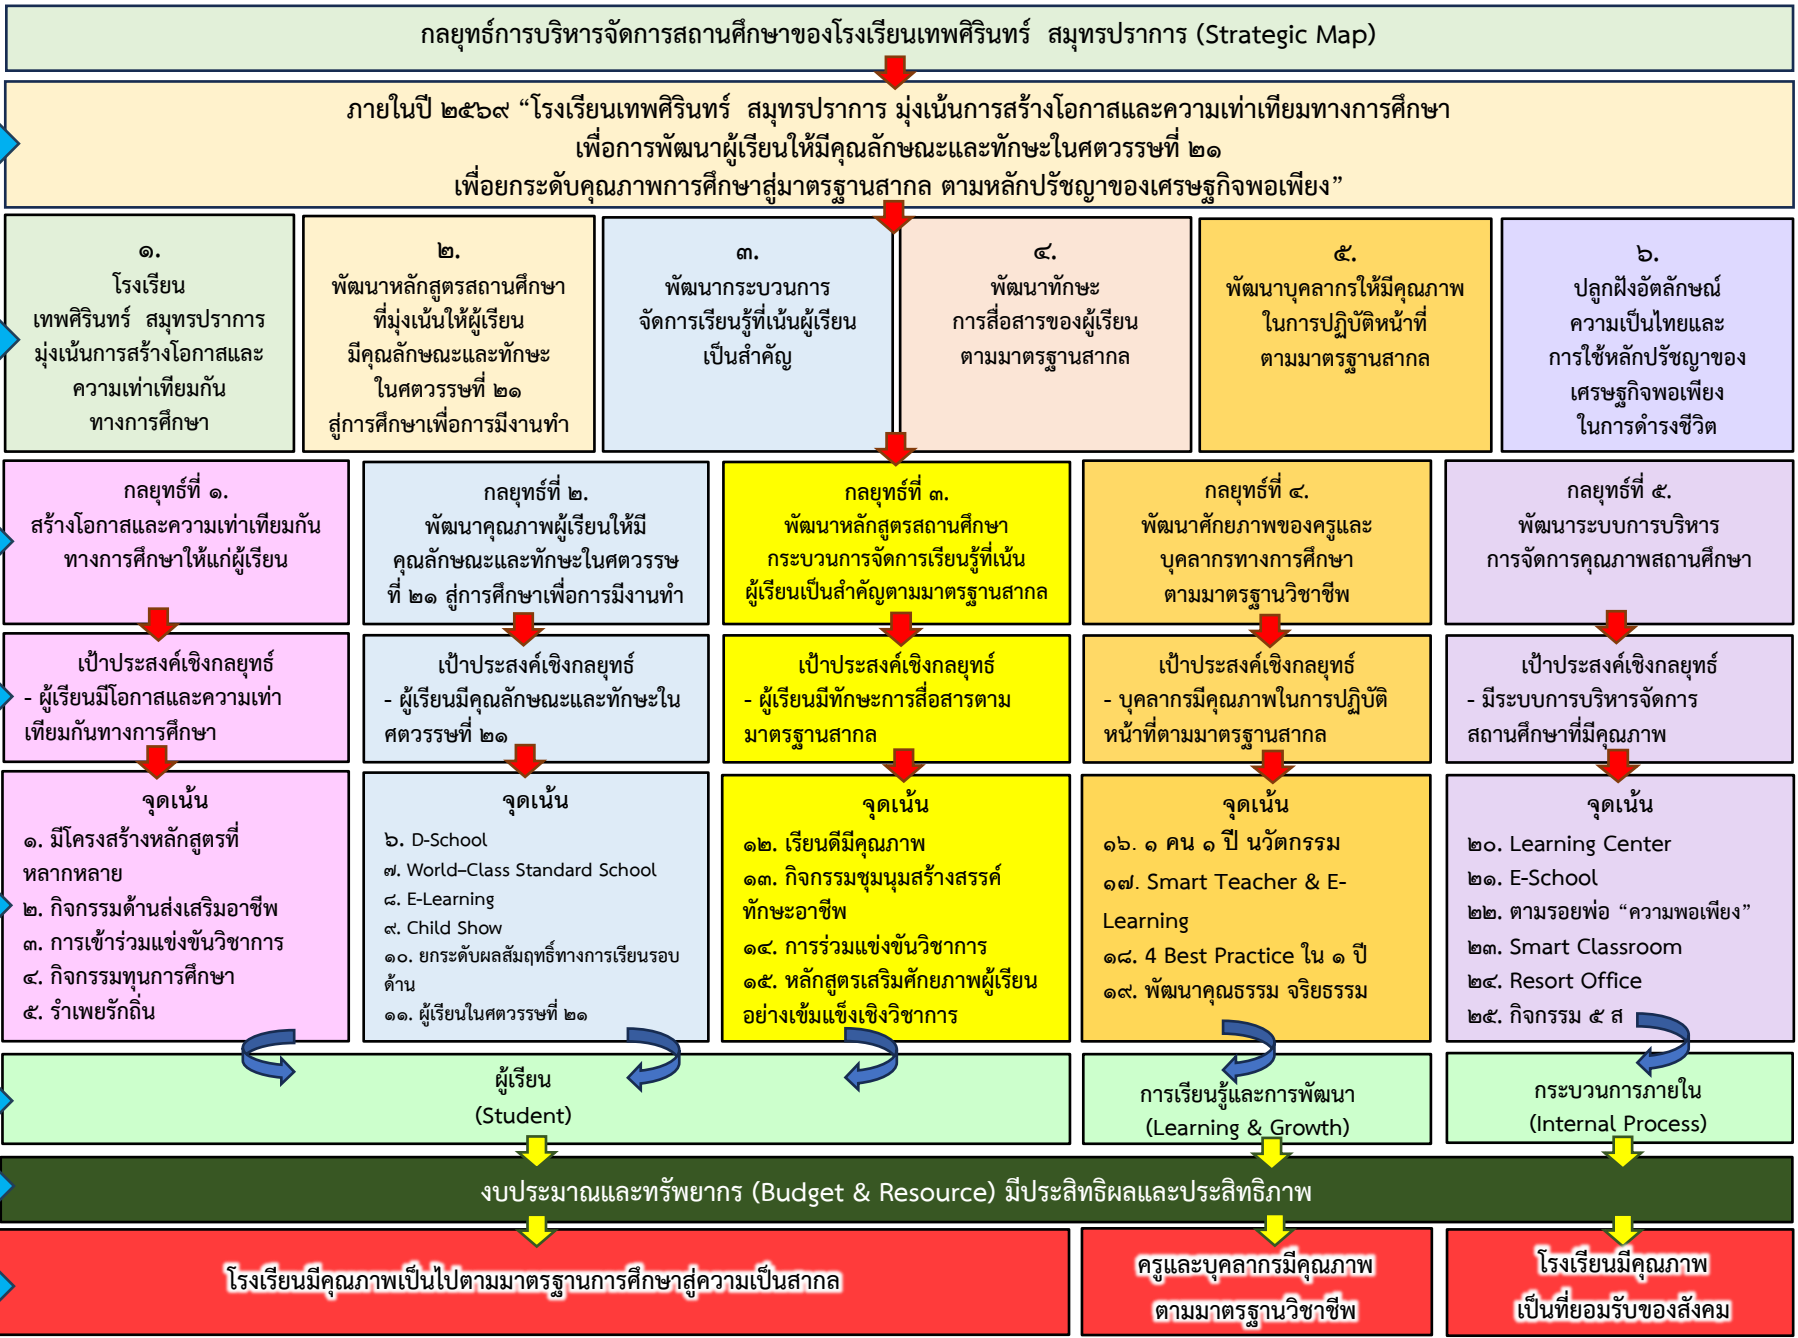 กลยุทธ์การบริหารจัดการสถานศึกษาของโรงเรียนเทพศิรินทร์ สมุทรปราการ (Strategic Map)
ภายในปี ๒๕๖๙ “โรงเรียนเทพศิรินทร์ สมุทรปราการ มุ่งเน้นการสร้างโอกาสและความเท่าเทียมทางการศึกษา
เพื่อการพัฒนาผู้เรียนให้มีคุณลักษณะและทักษะในศตวรรษที่ ๒๑
เพื่อยกระดับคุณภาพการศึกษาสู่มาตรฐานสากล ตามหลักปรัชญาของเศรษฐกิจพอเพียง”
๑.
โรงเรียน
เทพศิรินทร์ สมุทรปราการ
มุ่งเน้นการสร้างโอกาสและ
ความเท่าเทียมกัน
ทางการศึกษา
๒.
พัฒนาหลักสูตรสถานศึกษา
ที่มุ่งเน้นให้ผู้เรียน
มีคุณลักษณะและทักษะ
ในศตวรรษที่ ๒๑
สู่การศึกษาเพื่อการมีงานทำ
๓.
พัฒนากระบวนการ
จัดการเรียนรู้ที่เน้นผู้เรียน
เป็นสำคัญ
๔.
พัฒนาทักษะ
การสื่อสารของผู้เรียน
ตามมาตรฐานสากล
๕.
พัฒนาบุคลากรให้มีคุณภาพ
ในการปฏิบัติหน้าที่
ตามมาตรฐานสากล
๖.
ปลูกฝังอัตลักษณ์
ความเป็นไทยและ
การใช้หลักปรัชญาของ
เศรษฐกิจพอเพียง
ในการดำรงชีวิต
กลยุทธ์ที่ ๑.
สร้างโอกาสและความเท่าเทียมกัน
ทางการศึกษาให้แก่ผู้เรียน
กลยุทธ์ที่ ๒.
พัฒนาคุณภาพผู้เรียนให้มี
คุณลักษณะและทักษะในศตวรรษ
ที่ ๒๑ สู่การศึกษาเพื่อการมีงานทำ
กลยุทธ์ที่ ๓.
พัฒนาหลักสูตรสถานศึกษา
กระบวนการจัดการเรียนรู้ที่เน้น
ผู้เรียนเป็นสำคัญตามมาตรฐานสากล
กลยุทธ์ที่ ๔.
พัฒนาศักยภาพของครูและ
บุคลากรทางการศึกษา
ตามมาตรฐานวิชาชีพ
กลยุทธ์ที่ ๕.
พัฒนาระบบการบริหาร
การจัดการคุณภาพสถานศึกษา
เป้าประสงค์เชิงกลยุทธ์
- ผู้เรียนมีโอกาสและความเท่า
เทียมกันทางการศึกษา
เป้าประสงค์เชิงกลยุทธ์
- ผู้เรียนมีคุณลักษณะและทักษะใน
ศตวรรษที่ ๒๑
เป้าประสงค์เชิงกลยุทธ์
- ผู้เรียนมีทักษะการสื่อสารตาม
มาตรฐานสากล
เป้าประสงค์เชิงกลยุทธ์
- บุคลากรมีคุณภาพในการปฏิบัติ
หน้าที่ตามมาตรฐานสากล
เป้าประสงค์เชิงกลยุทธ์
- มีระบบการบริหารจัดการ
สถานศึกษาที่มีคุณภาพ
จุดเน้น
๑. มีโครงสร้างหลักสูตรที่
หลากหลาย
๒. กิจกรรมด้านส่งเสริมอาชีพ
๓. การเข้าร่วมแข่งขันวิชาการ
๔. กิจกรรมทุนการศึกษา
๕. รำเพยรักถิ่น
จุดเน้น
๖. D-School
๗. World–Class Standard School
๘. E-Learning
๙. Child Show
๑๐. ยกระดับผลสัมฤทธิ์ทางการเรียนรอบ
ด้าน
๑๑. ผู้เรียนในศตวรรษที่ ๒๑
จุดเน้น
๑๒. เรียนดีมีคุณภาพ
๑๓. กิจกรรมชุมนุมสร้างสรรค์
ทักษะอาชีพ
๑๔. การร่วมแข่งขันวิชาการ
๑๕. หลักสูตรเสริมศักยภาพผู้เรียน
อย่างเข้มแข็งเชิงวิชาการ
จุดเน้น
๑๖. ๑ คน ๑ ปี นวัตกรรม
๑๗. Smart Teacher & E-
Learning
๑๘. 4 Best Practice ใน ๑ ปี
๑๙. พัฒนาคุณธรรม จริยธรรม
จุดเน้น
๒๐. Learning Center
๒๑. E-School
๒๒. ตามรอยพ่อ “ความพอเพียง”
๒๓. Smart Classroom
๒๔. Resort Office
๒๕. กิจกรรม ๕ ส
ผู้เรียน
(Student)
การเรียนรู้และการพัฒนา
(Learning & Growth)
กระบวนการภายใน
(Internal Process)
งบประมาณและทรัพยากร (Budget & Resource) มีประสิทธิผลและประสิทธิภาพ
โรงเรียนมีคุณภาพเป็นไปตามมาตรฐานการศึกษาสู่ความเป็นสากล
ครูและบุคลากรมีคุณภาพ
ตามมาตรฐานวิชาชีพ
โรงเรียนมีคุณภาพ
เป็นที่ยอมรับของสังคม